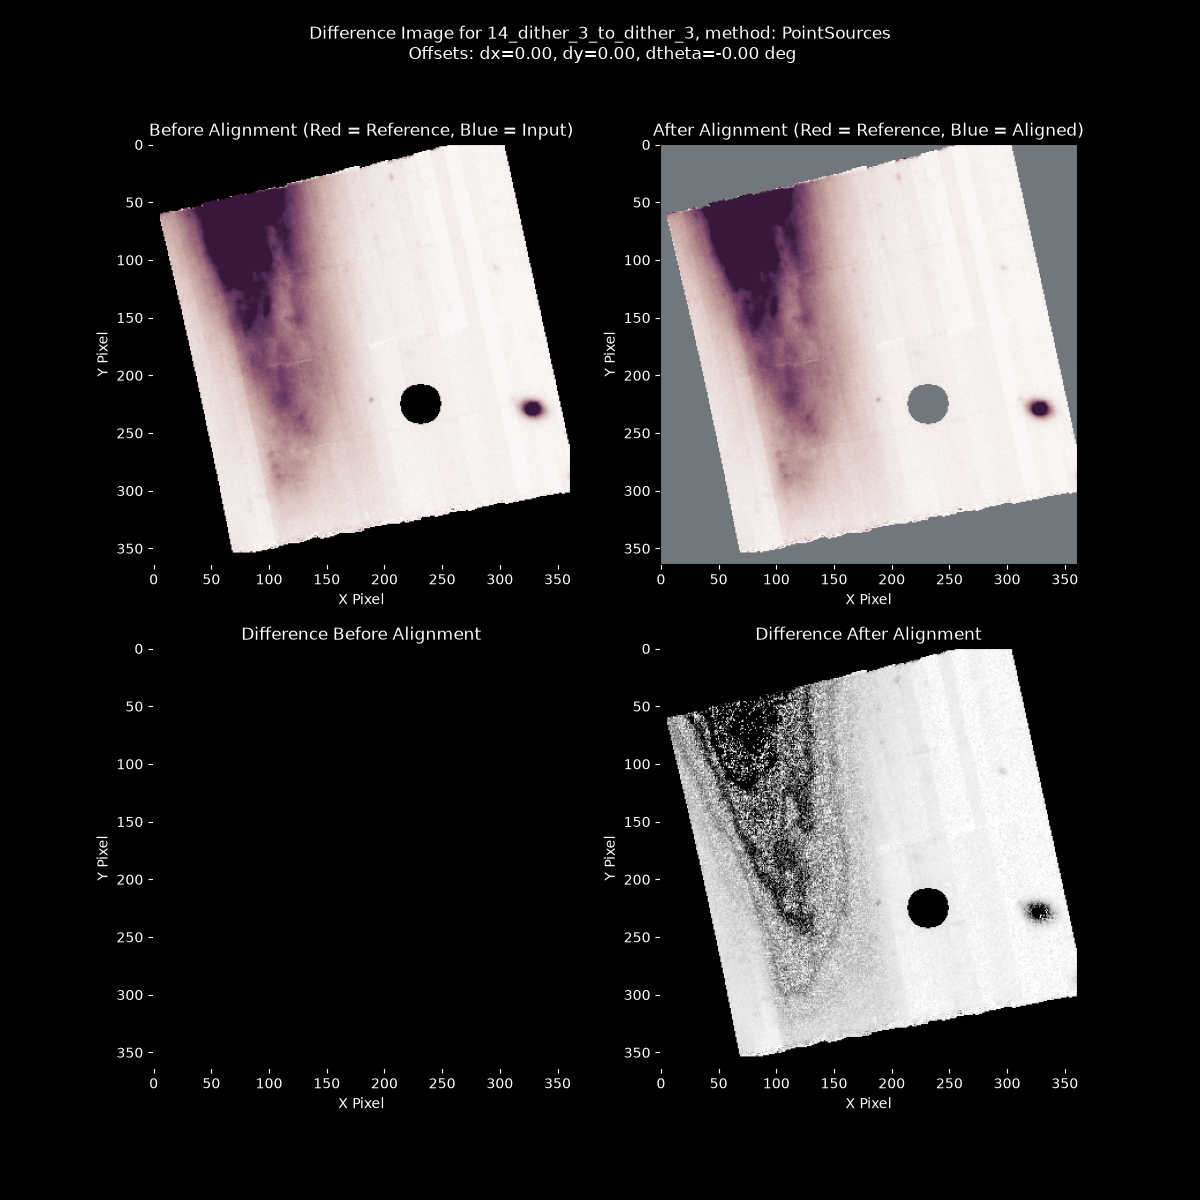 Difference Image for 14_dither_3_to_dither_3, method: PointSources
Offsets: dx=0.00, dy=0.00, dtheta=-0.00 deg
Before Alignment (Red = Reference, Blue = Input)
0
50
100
150
200
250
300
350
Y Pixel
0 50 100 150 200 250 300 350
X Pixel
After Alignment (Red = Reference, Blue = Aligned)
0
50
100
150
200
250
300
350
Y Pixel
0 50 100 150 200 250 300 350
X Pixel
Difference Before Alignment
0
50
100
150
200
250
300
350
Y Pixel
0 50 100 150 200 250 300 350
X Pixel
Difference After Alignment
0
50
100
150
200
250
300
350
Y Pixel
0 50 100 150 200 250 300 350
X Pixel